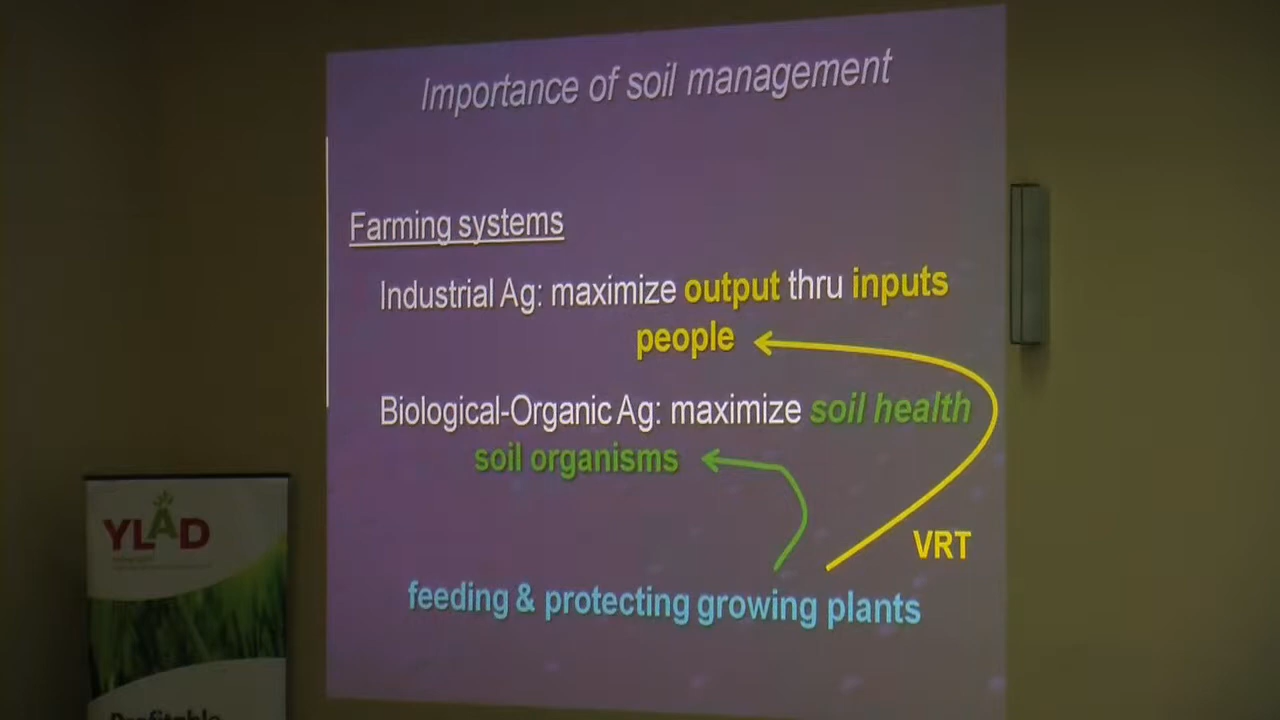 Importance of soil management
Farming systems
Industrial Ag: maximize output thru inputs
people
Biological-Organic Ag: maximize soil health
soil organisms
VRT
feeding & protecting growing plants
YLAD
Profitable